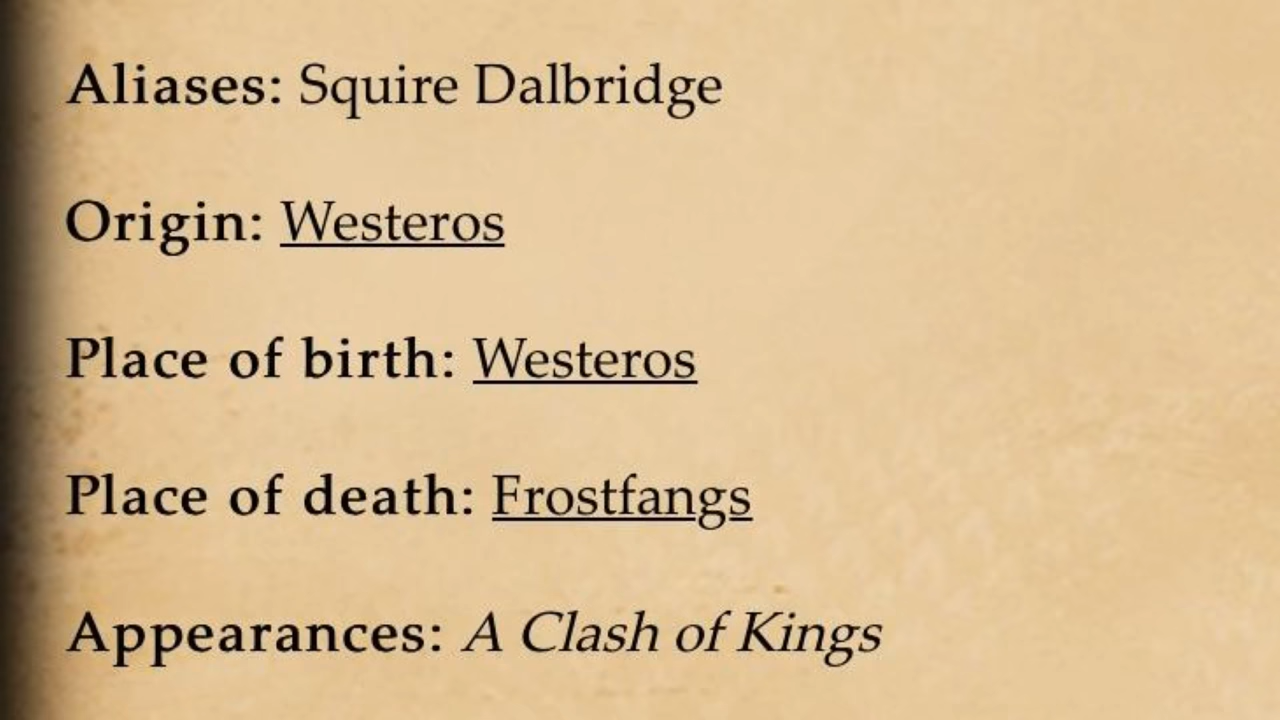 Aliases: Squire Dalbridge
Origin: Westeros
Place of birth: Westeros
Place of death: Frostfangs
Appearances: A Clash of Kings